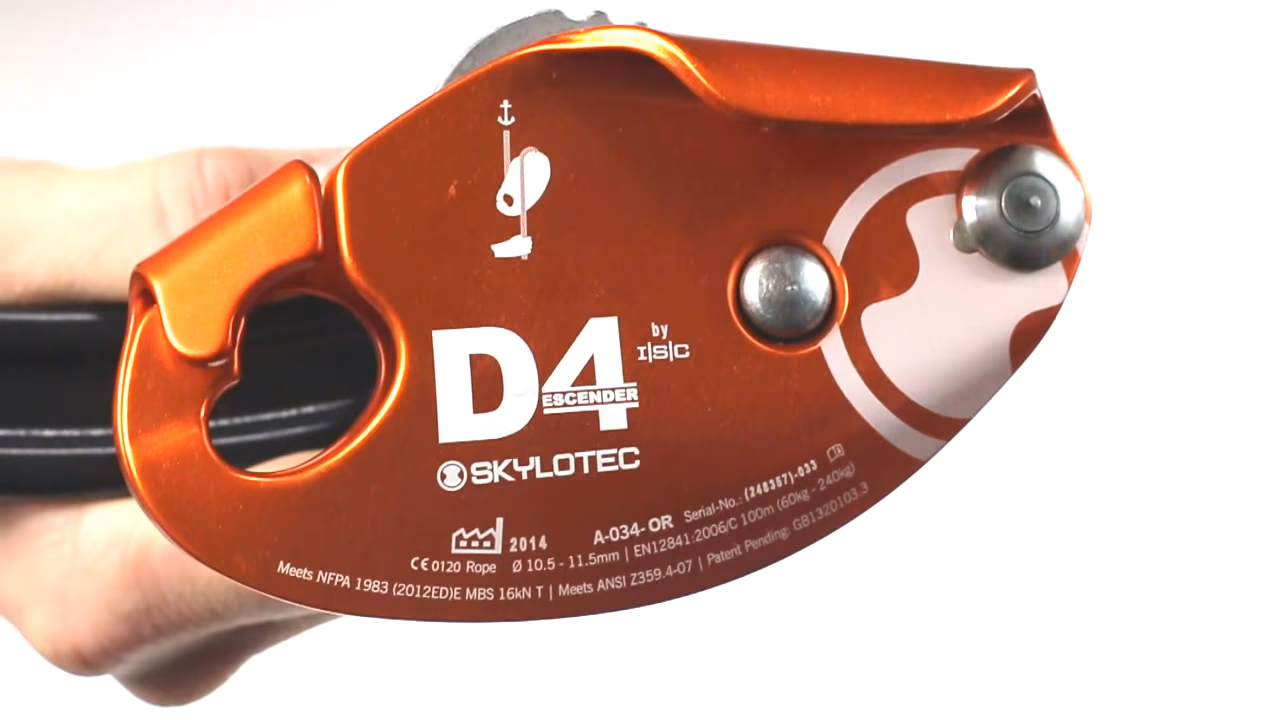 D4
ESCENDER
by
I|S|C
SKYLOTEC
2014 A-034-OR Serial-No.: (248357)-033
CE 0120 Rope Ø 10.5 - 11.5mm | EN12841:2006/C 100m (60kg - 240kg)
Meets NFPA 1983 (2012ED)E MBS 16kN T | Meets ANSI Z359.4-07 | Patent Pending: GB1320103.3